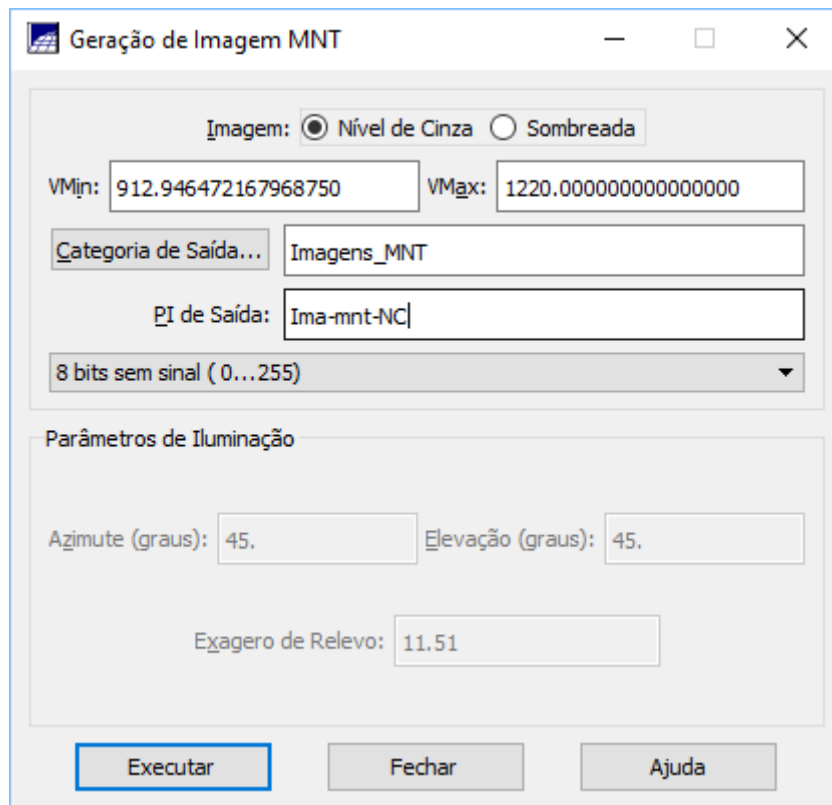 Geração de Imagem MNT
Imagem: Nível de Cinza Sombreada
VMin: 912.946472167968750 VMax: 1220.000000000000000
Categoria de Saída... Imagens_MNT
PI de Saída: Ima-mnt-NC
8 bits sem sinal ( 0...255)
Parâmetros de Iluminação
Azimute (graus): 45. Elevação (graus): 45.
Exagero de Relevo: 11.51
Executar Fechar Ajuda